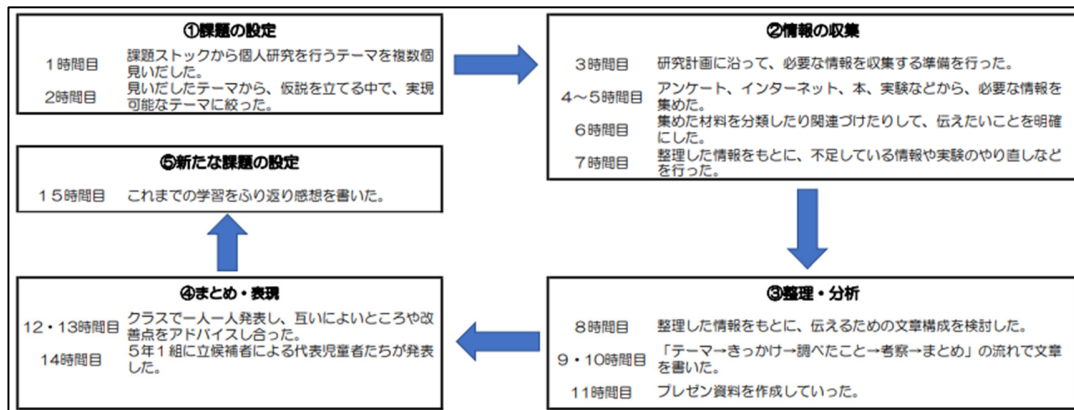 ①課題の設定
1時間目 課題ストックから個人研究を行うテーマを複数個
見いだした。
2時間目 見いだしたテーマから、仮説を立てる中で、実現
可能なテーマに絞った。
②情報の収集
3時間目 研究計画に沿って、必要な情報を収集する準備を行った。
4～5時間目 アンケート、インターネット、本、実験などから、必要な情報を
集めた。
6時間目 集めた材料を分類したり関連づけたりして、伝えたいことを明確
にした。
7時間目 整理した情報をもとに、不足している情報や実験のやり直しなど
を行った。
③整理・分析
8時間目 整理した情報をもとに、伝えるための文章構成を検討した。
9・10時間目 「テーマ→きっかけ→調べたこと→考察→まとめ」の流れで文章
を書いた。
11時間目 プレゼン資料を作成していった。
④まとめ・表現
12・13時間目 クラスで一人一人発表し、互いによいところや改
善点をアドバイスし合った。
14時間目 5年1組に立候補者による代表児童者たちが発表
した。
⑤新たな課題の設定
15時間目 これまでの学習をふり返り感想を書いた。